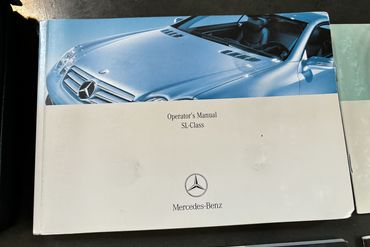 Operator's Manual
SL-Class
Mercedes-Benz